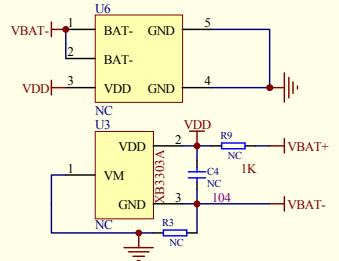 U6
VBAT- 1 BAT- GND 5
2 BAT-
VDD 3 VDD GND 4
NC
U3 VDD
VDD 2 R9 VBAT+
NC 1K
1 VM XB3303A C4
NC
GND 3 104 VBAT-
NC R3
NC